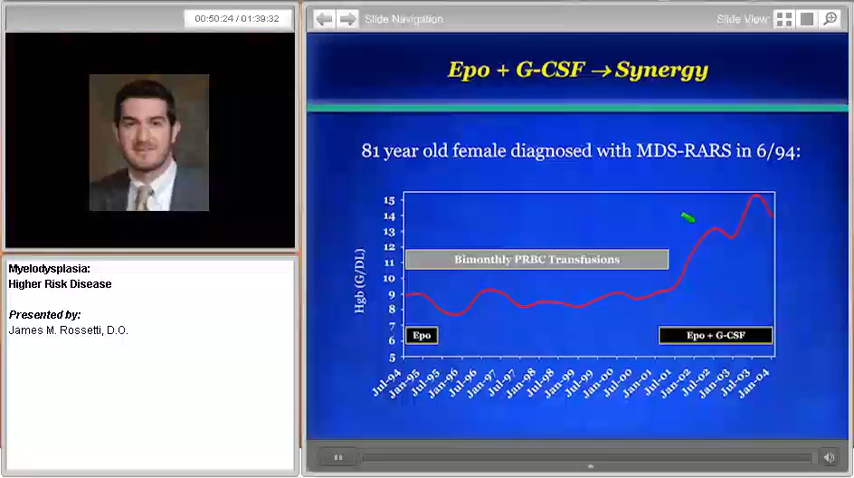 00:50:24 / 01:39:32
Slide Navigation
Slide View:
Myelodysplasia:
Higher Risk Disease
Presented by:
James M. Rossetti, D.O.
Epo + G-CSF → Synergy
81 year old female diagnosed with MDS-RARS in 6/94:
Hgb (G/DL)
15
14
13
12
11
10
9
8
7
6
5
Bimonthly PRBC Transfusions
Epo
Epo + G-CSF
Jul-94
Jan-95
Jul-95
Jan-96
Jul-96
Jan-97
Jul-97
Jan-98
Jul-98
Jan-99
Jul-99
Jan-00
Jul-00
Jan-01
Jul-01
Jan-02
Jul-02
Jan-03
Jul-03
Jan-04